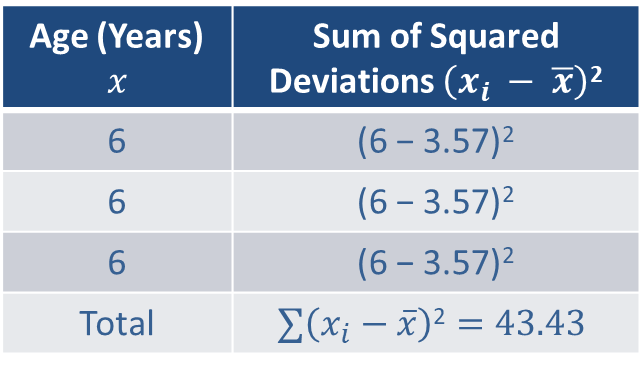 Age (Years) Sum of Squared
x Deviations (xᵢ − x̄)²
6 (6 − 3.57)²
6 (6 − 3.57)²
6 (6 − 3.57)²
Total ∑(xᵢ − x̄)² = 43.43